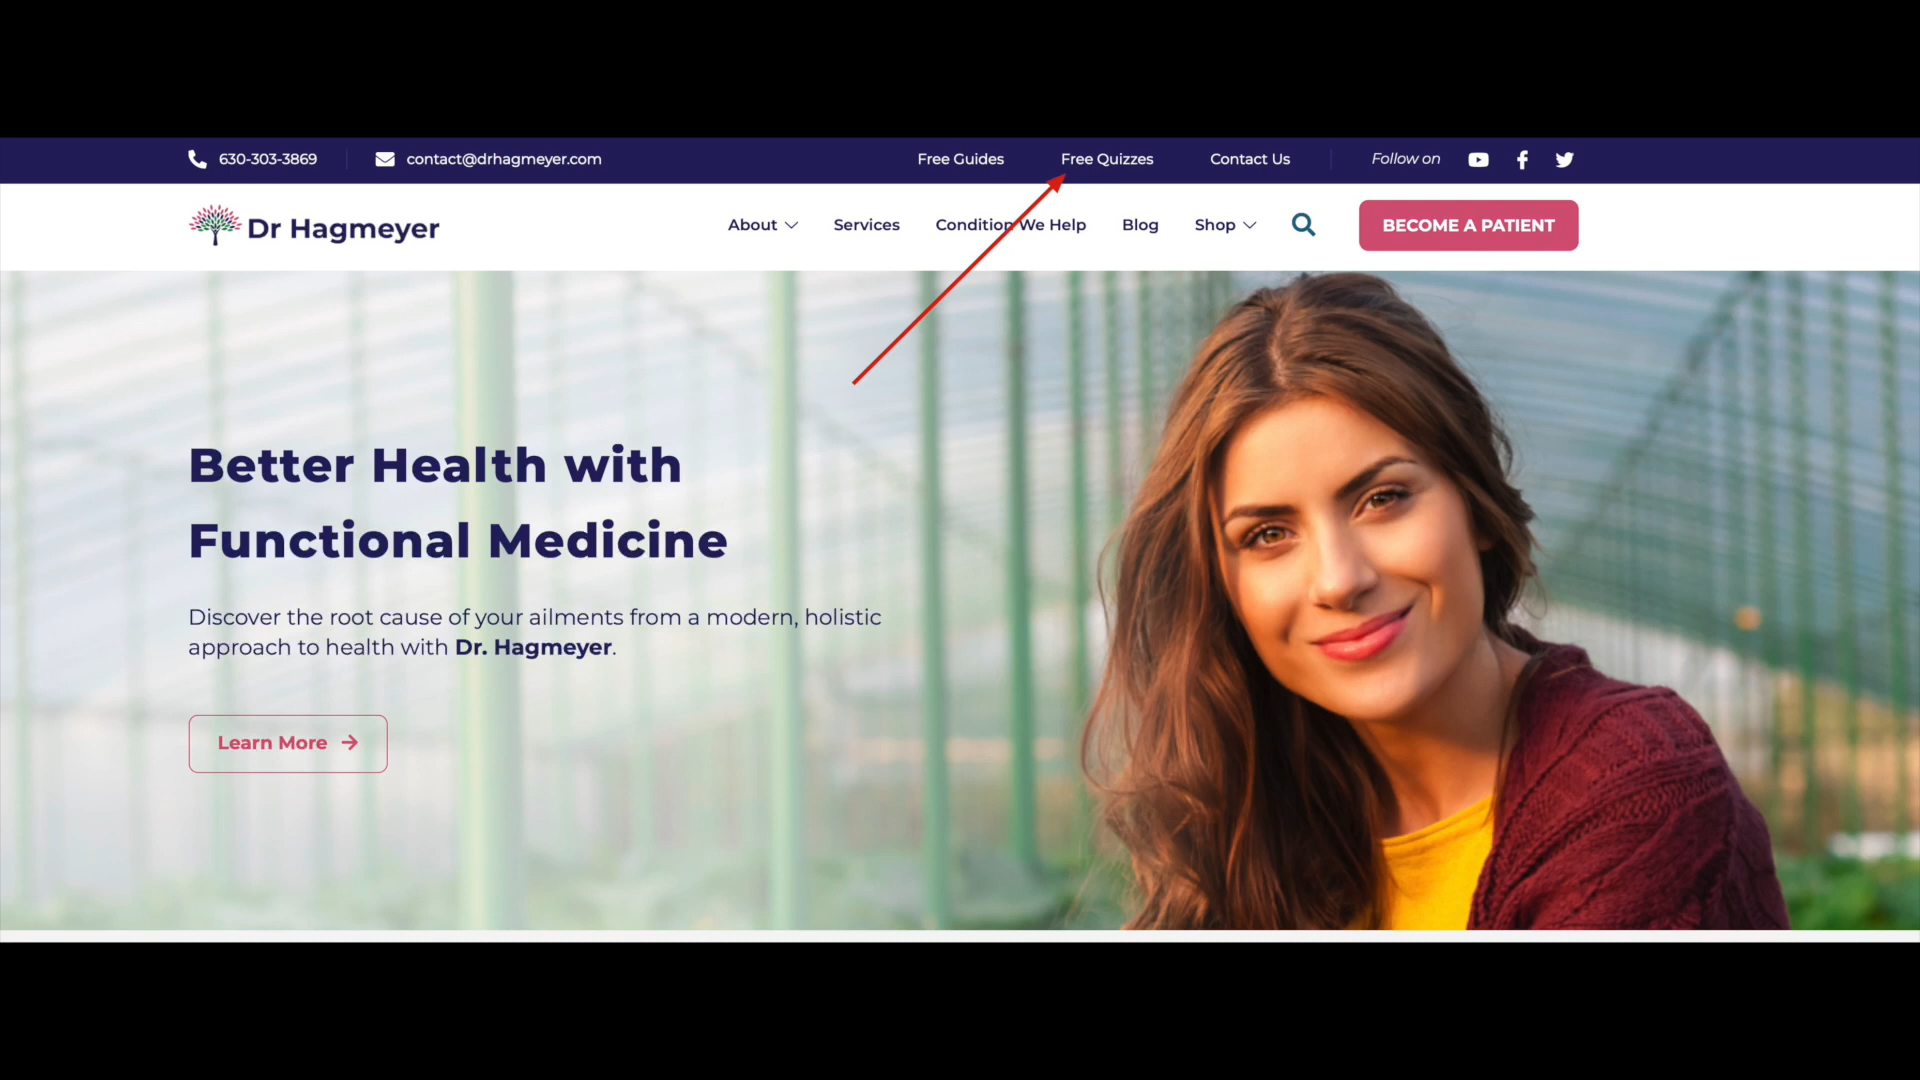 630-303-3869
contact@drhagmeyer.com
Free Guides
Free Quizzes
Contact Us
Follow on
Dr Hagmeyer
About
Services
Condition We Help
Blog
Shop
BECOME A PATIENT
Better Health with
Functional Medicine
Discover the root cause of your ailments from a modern, holistic
approach to health with Dr. Hagmeyer.
Learn More